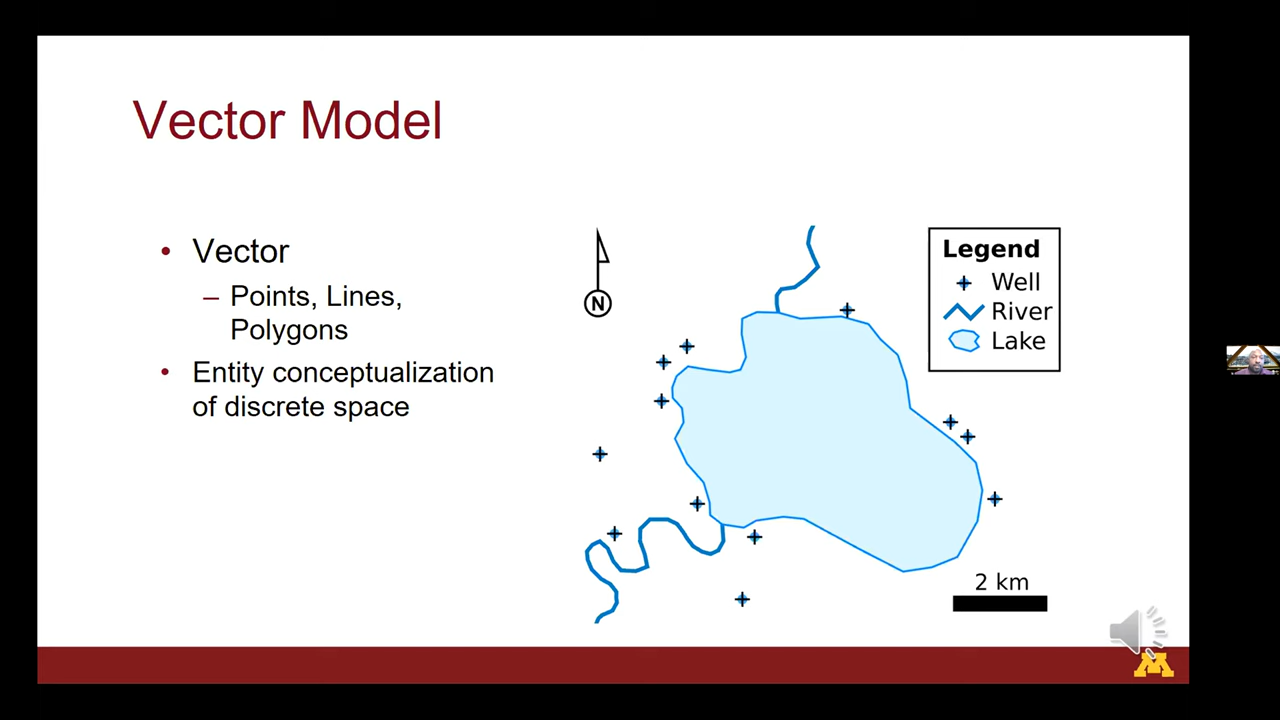 Vector Model
• Vector
– Points, Lines,
Polygons
• Entity conceptualization
of discrete space
N
Legend
Well
River
Lake
2 km
M